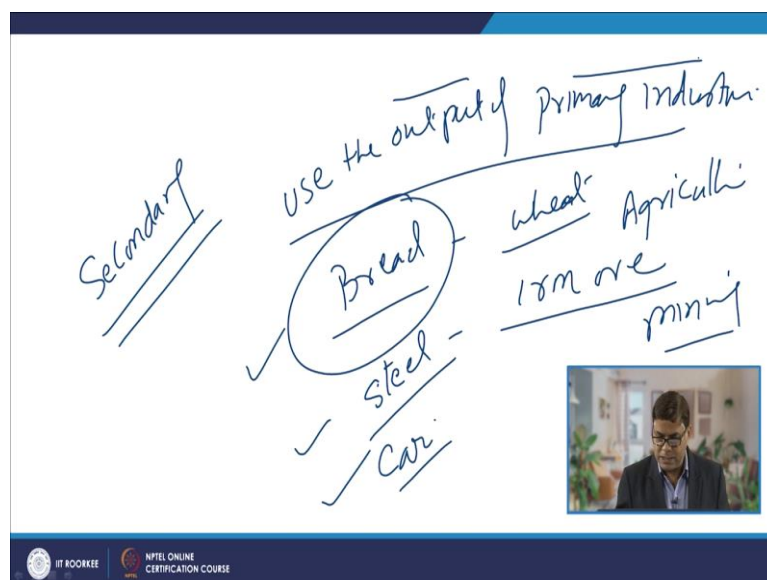 Secondary
use the output of Primary Industri
Bread - wheat Agricultu
Steel - Iron ore mining
Car
IIT ROORKEE
NPTEL ONLINE
CERTIFICATION COURSE